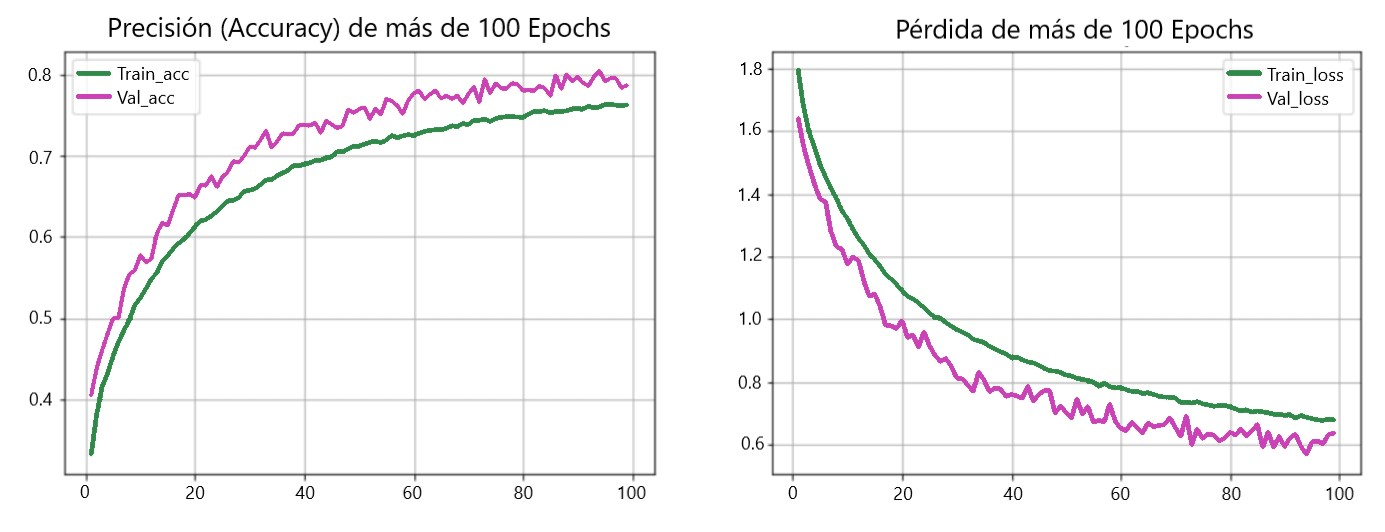 Precisión (Accuracy) de más de 100 Epochs
Train_acc
Val_acc
0.8
0.7
0.6
0.5
0.4
0 20 40 60 80 100
Pérdida de más de 100 Epochs
Train_loss
Val_loss
1.8
1.6
1.4
1.2
1.0
0.8
0.6
0 20 40 60 80 100